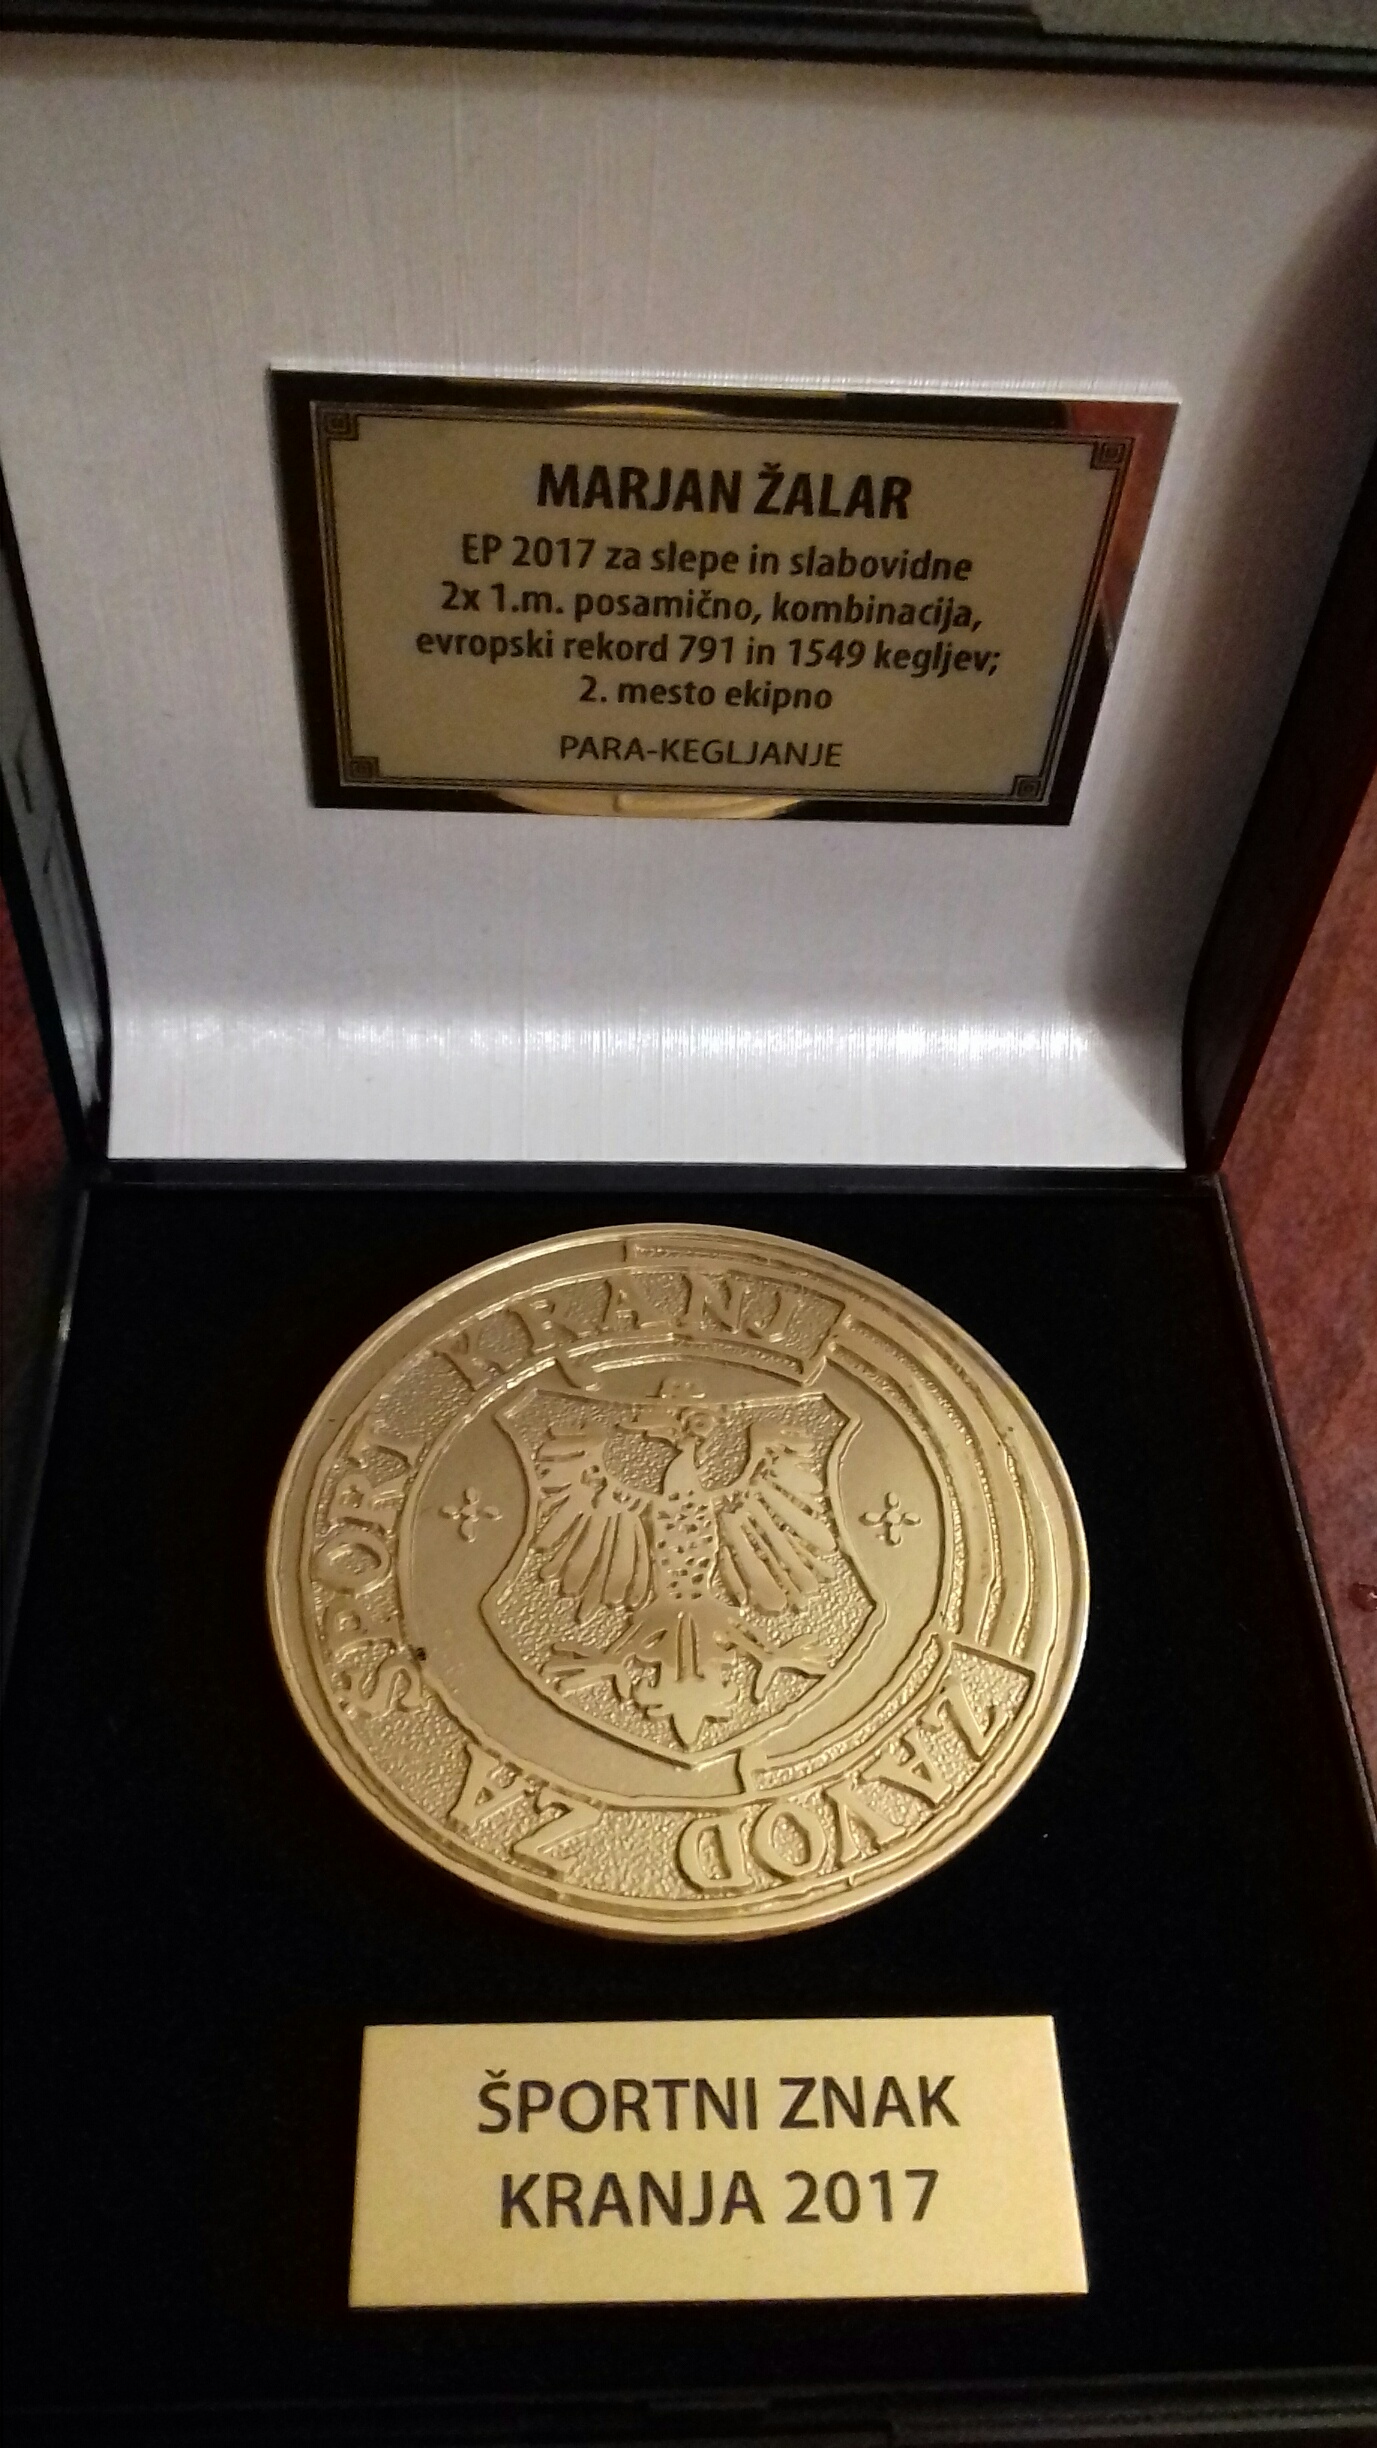 MARJAN ŽALAR
EP 2017 za slepe in slabovidne
2x 1.m. posamično, kombinacija,
evropski rekord 791 in 1549 kegljev;
2. mesto ekipno
PARA-KEGLJANJE
ZAVOD ZA ŠPORT KRANJ
ŠPORTNI ZNAK
KRANJA 2017